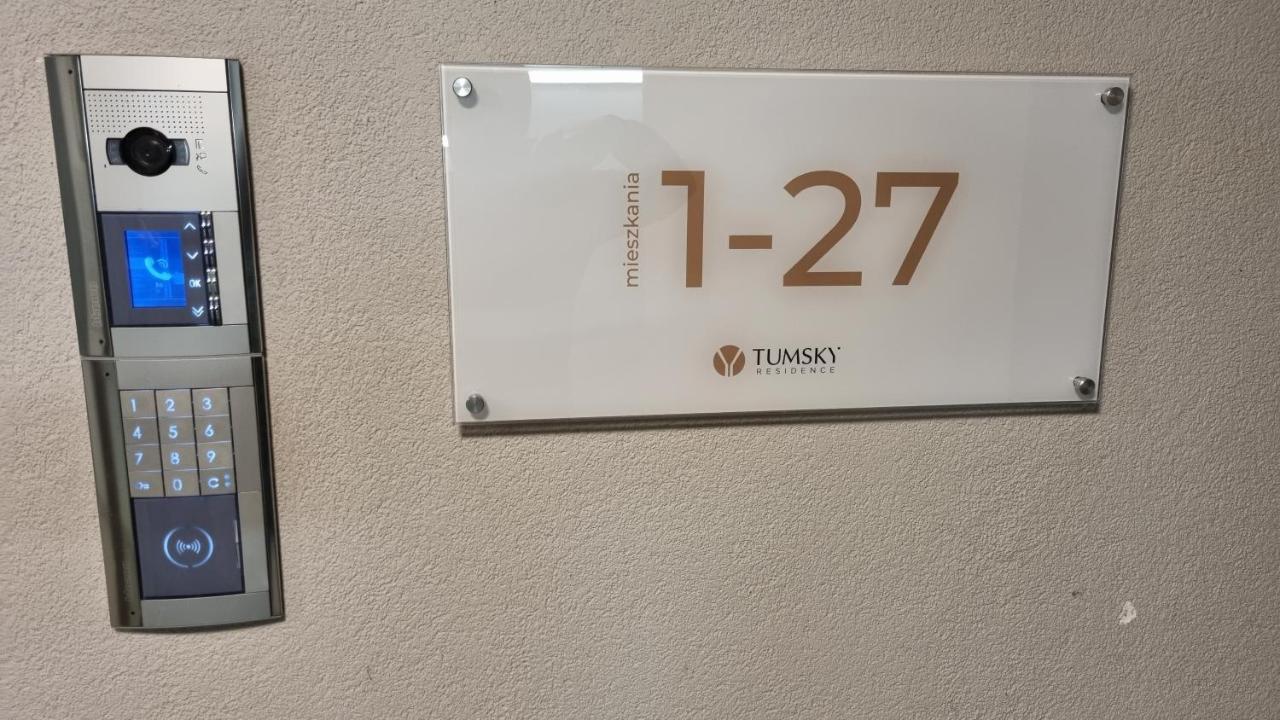 OK
1 2 3
4 5 6
7 8 9
0 C
mieszkania
1-27
TUMSKY
RESIDENCE